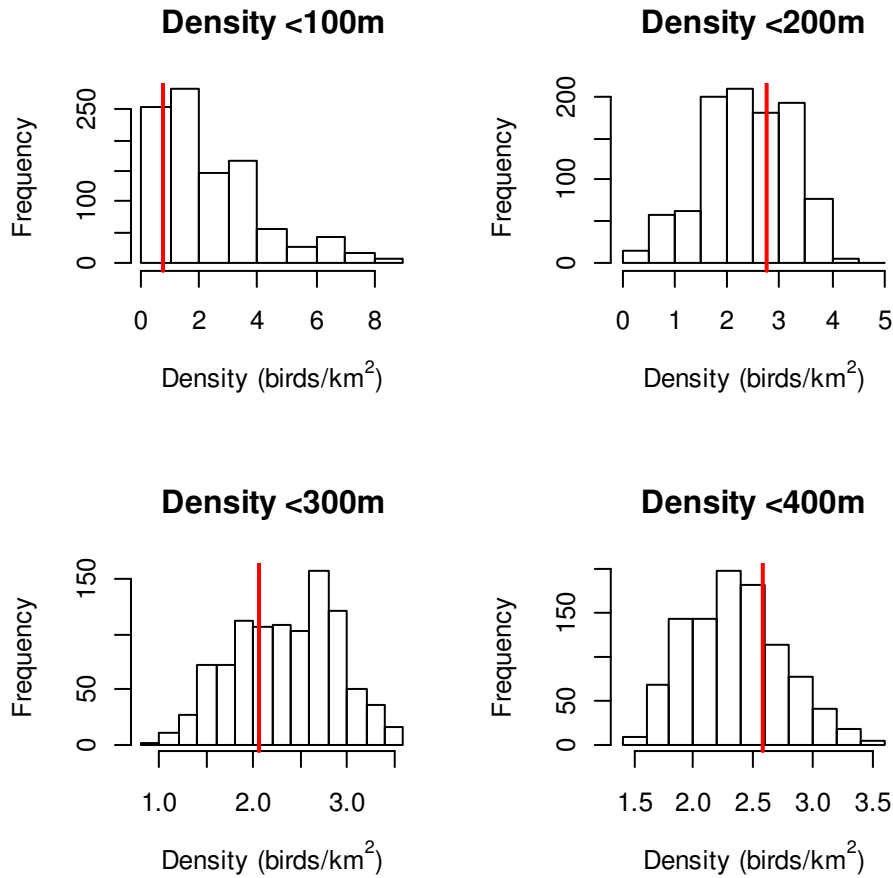 Density <100m
Frequency
0
100
250
0
2
4
6
8
Density (birds/km²)
Density <200m
Frequency
0
100
200
0
1
2
3
4
5
Density (birds/km²)
Density <300m
Frequency
0
50
150
1.0
2.0
3.0
Density (birds/km²)
Density <400m
Frequency
0
50
150
1.5
2.0
2.5
3.0
3.5
Density (birds/km²)